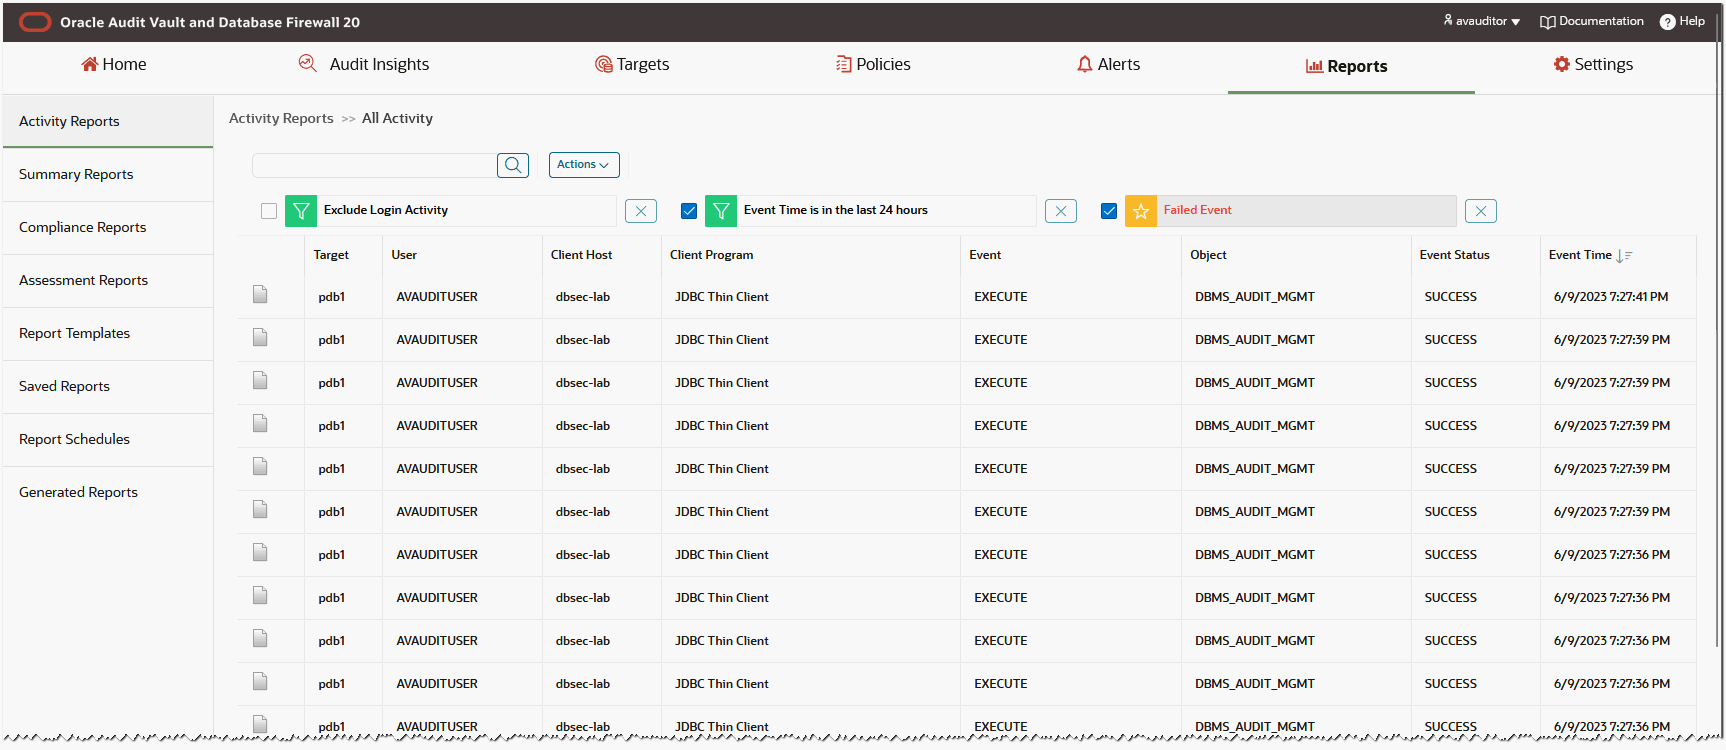 Oracle Audit Vault and Database Firewall 20
avauditor Documentation ? Help
Home Audit Insights Targets Policies Alerts Reports Settings
Activity Reports
Summary Reports
Compliance Reports
Assessment Reports
Report Templates
Saved Reports
Report Schedules
Generated Reports
Activity Reports >> All Activity
Actions
Exclude Login Activity Event Time is in the last 24 hours Failed Event
Target User Client Host Client Program Event Object Event Status Event Time
pdb1 AVAUDITUSER dbsec-lab JDBC Thin Client EXECUTE DBMS_AUDIT_MGMT SUCCESS 6/9/2023 7:27:41 PM
pdb1 AVAUDITUSER dbsec-lab JDBC Thin Client EXECUTE DBMS_AUDIT_MGMT SUCCESS 6/9/2023 7:27:39 PM
pdb1 AVAUDITUSER dbsec-lab JDBC Thin Client EXECUTE DBMS_AUDIT_MGMT SUCCESS 6/9/2023 7:27:39 PM
pdb1 AVAUDITUSER dbsec-lab JDBC Thin Client EXECUTE DBMS_AUDIT_MGMT SUCCESS 6/9/2023 7:27:39 PM
pdb1 AVAUDITUSER dbsec-lab JDBC Thin Client EXECUTE DBMS_AUDIT_MGMT SUCCESS 6/9/2023 7:27:39 PM
pdb1 AVAUDITUSER dbsec-lab JDBC Thin Client EXECUTE DBMS_AUDIT_MGMT SUCCESS 6/9/2023 7:27:39 PM
pdb1 AVAUDITUSER dbsec-lab JDBC Thin Client EXECUTE DBMS_AUDIT_MGMT SUCCESS 6/9/2023 7:27:36 PM
pdb1 AVAUDITUSER dbsec-lab JDBC Thin Client EXECUTE DBMS_AUDIT_MGMT SUCCESS 6/9/2023 7:27:36 PM
pdb1 AVAUDITUSER dbsec-lab JDBC Thin Client EXECUTE DBMS_AUDIT_MGMT SUCCESS 6/9/2023 7:27:36 PM
pdb1 AVAUDITUSER dbsec-lab JDBC Thin Client EXECUTE DBMS_AUDIT_MGMT SUCCESS 6/9/2023 7:27:36 PM
pdb1 AVAUDITUSER dbsec-lab JDBC Thin Client EXECUTE DBMS_AUDIT_MGMT SUCCESS 6/9/2023 7:27:36 PM